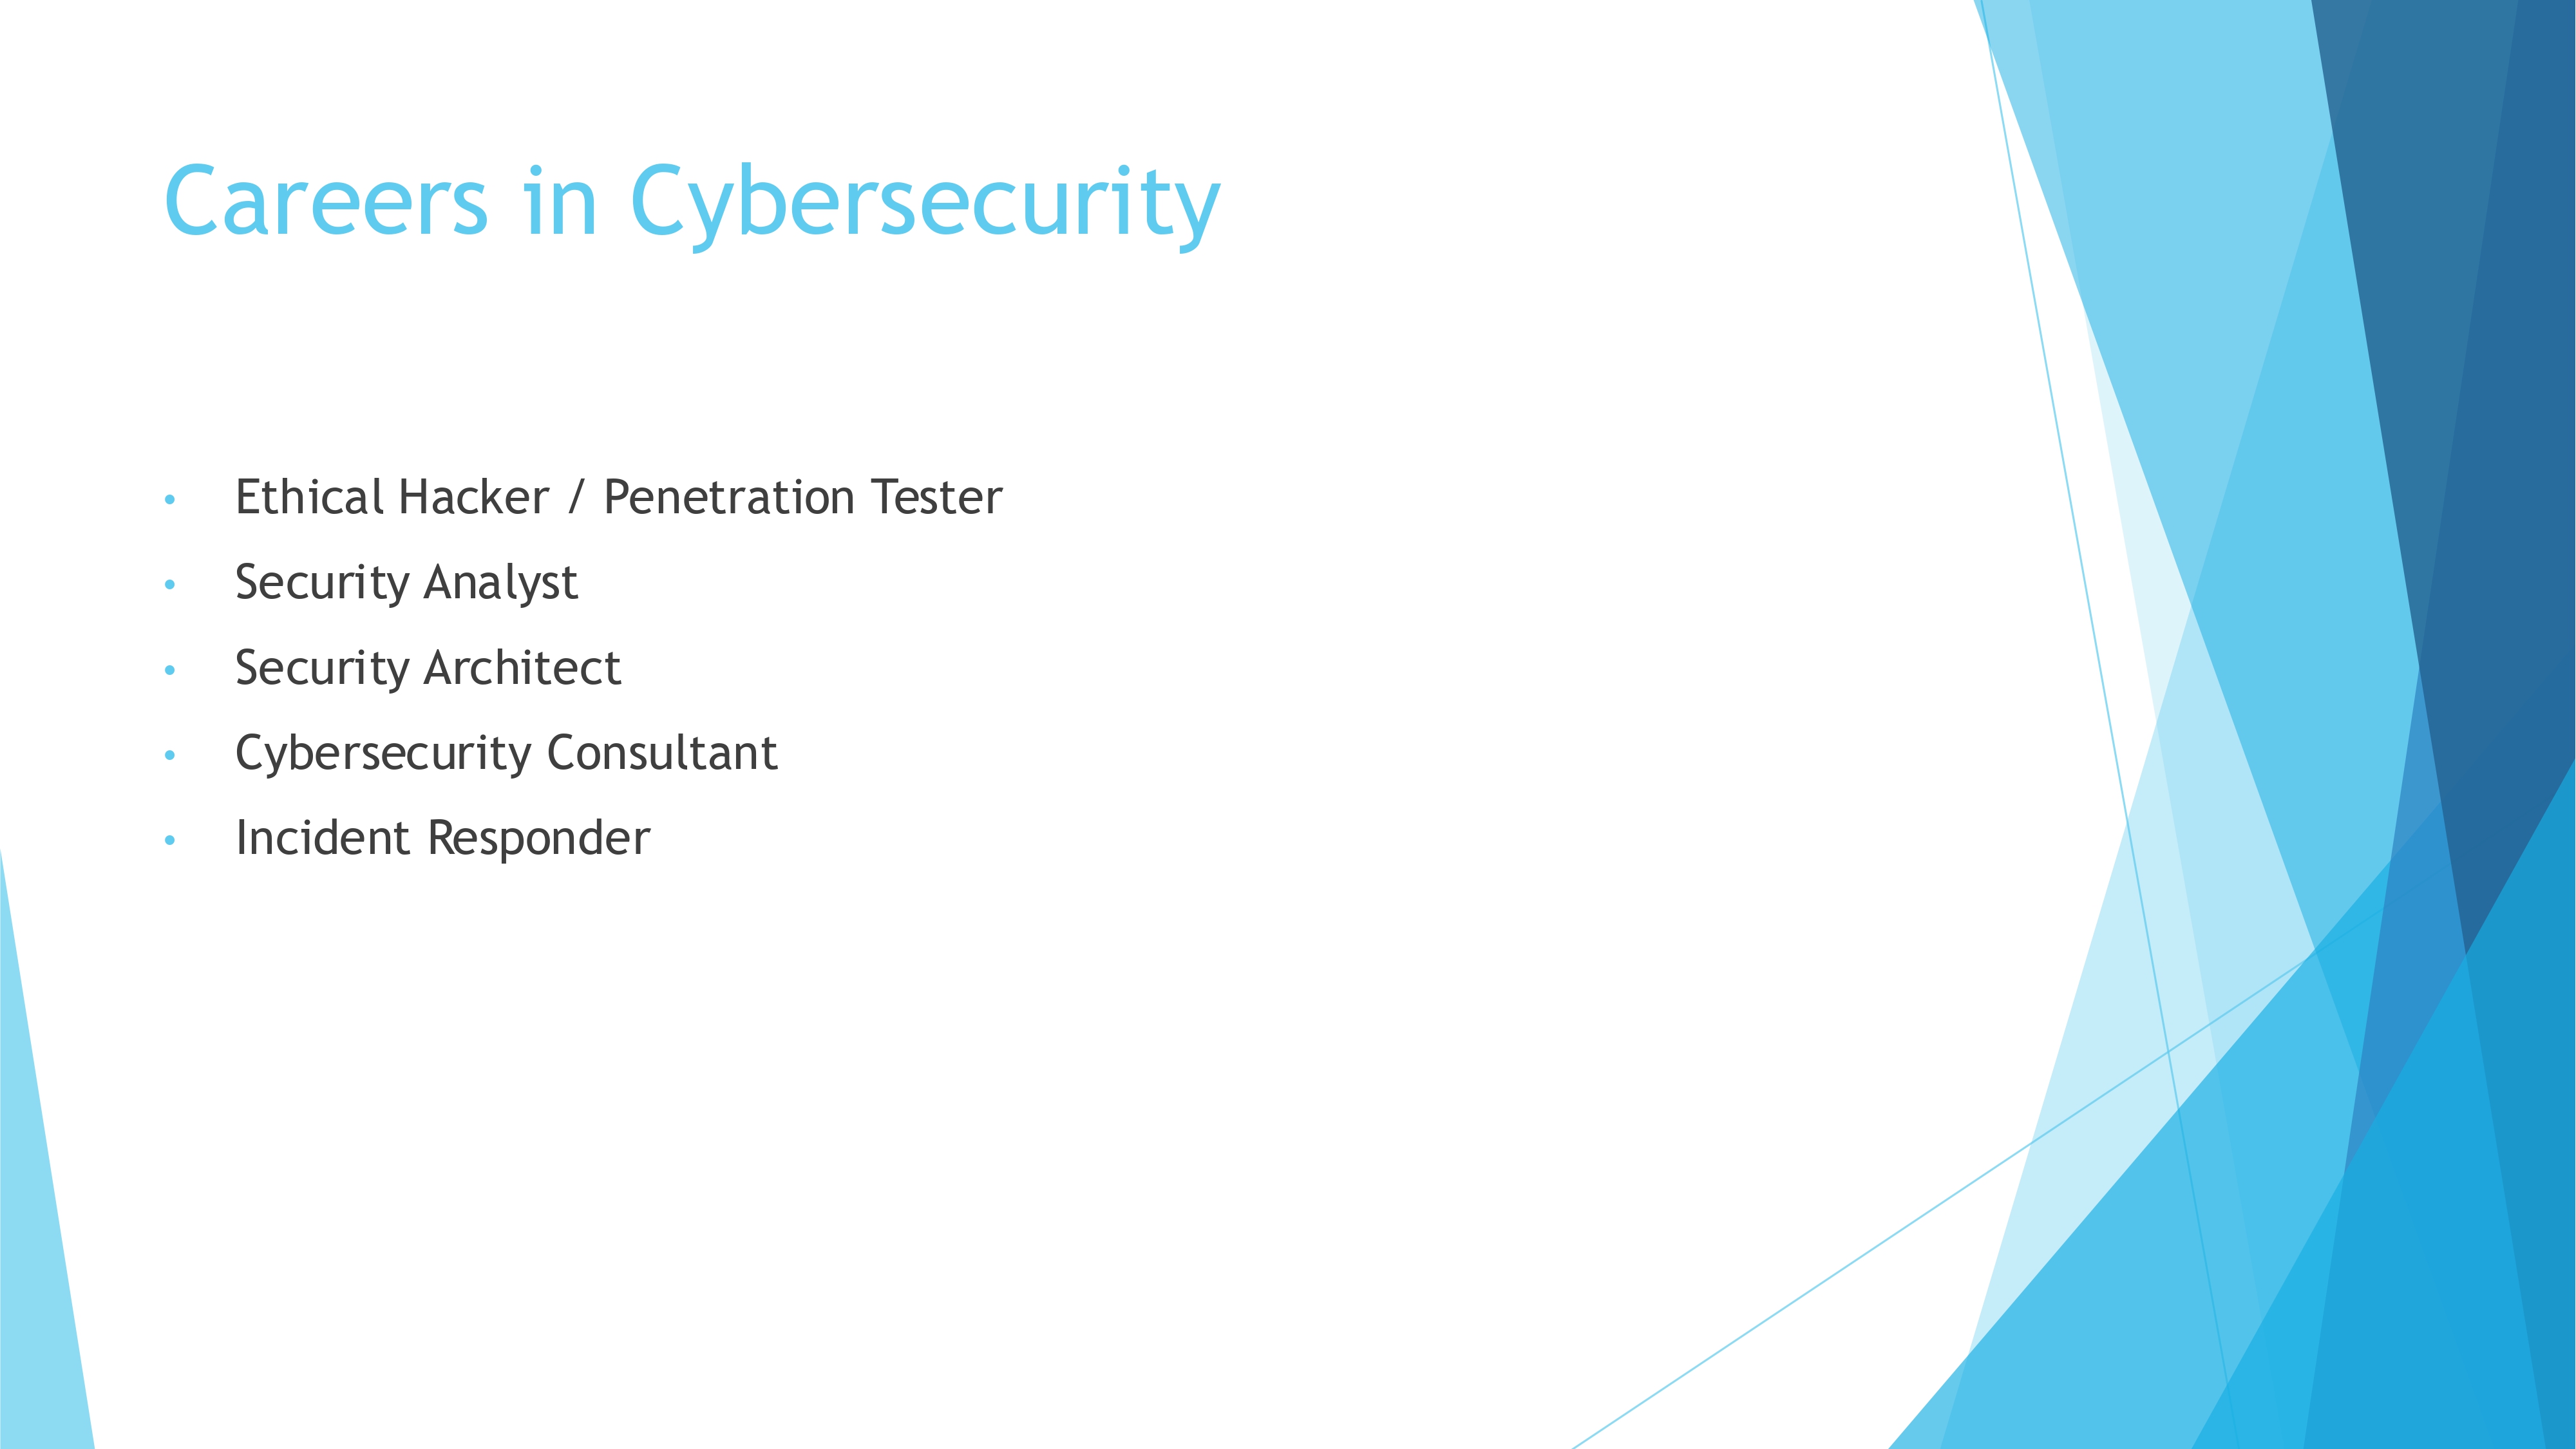 Careers in Cybersecurity
• Ethical Hacker / Penetration Tester
• Security Analyst
• Security Architect
• Cybersecurity Consultant
• Incident Responder